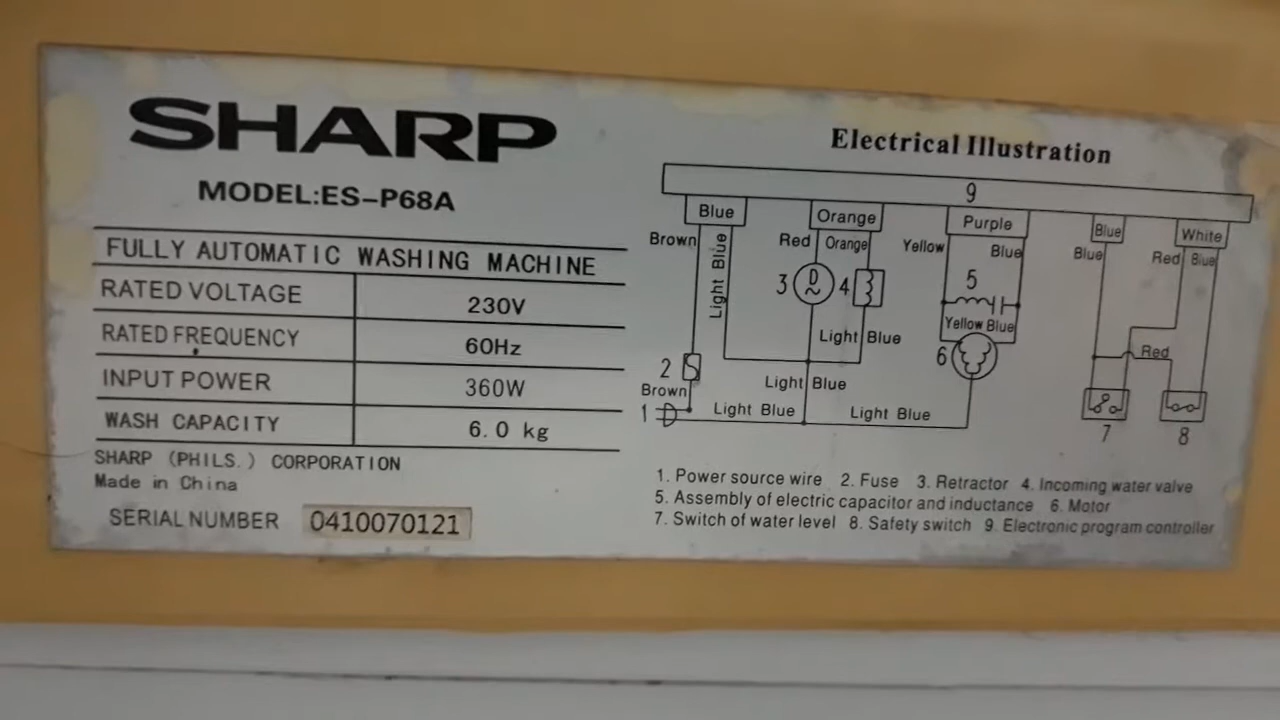 SHARP
MODEL:ES-P68A
FULLY AUTOMATIC WASHING MACHINE
RATED VOLTAGE 230V
RATED FREQUENCY 60Hz
INPUT POWER 360W
WASH CAPACITY 6.0 kg
SHARP (PHILS.) CORPORATION
Made in China
SERIAL NUMBER 0410070121
Electrical Illustration
9
Blue Orange Purple Blue White
Brown Light Blue Red Orange Yellow Blue Blue Red Blue
3 D 4 5
Light Blue Yellow Blue
2 6 Red
Brown Light Blue
1 Light Blue Light Blue
7 8
1. Power source wire 2. Fuse 3. Retractor 4. Incoming water valve
5. Assembly of electric capacitor and inductance 6. Motor
7. Switch of water level 8. Safety switch 9. Electronic program controller